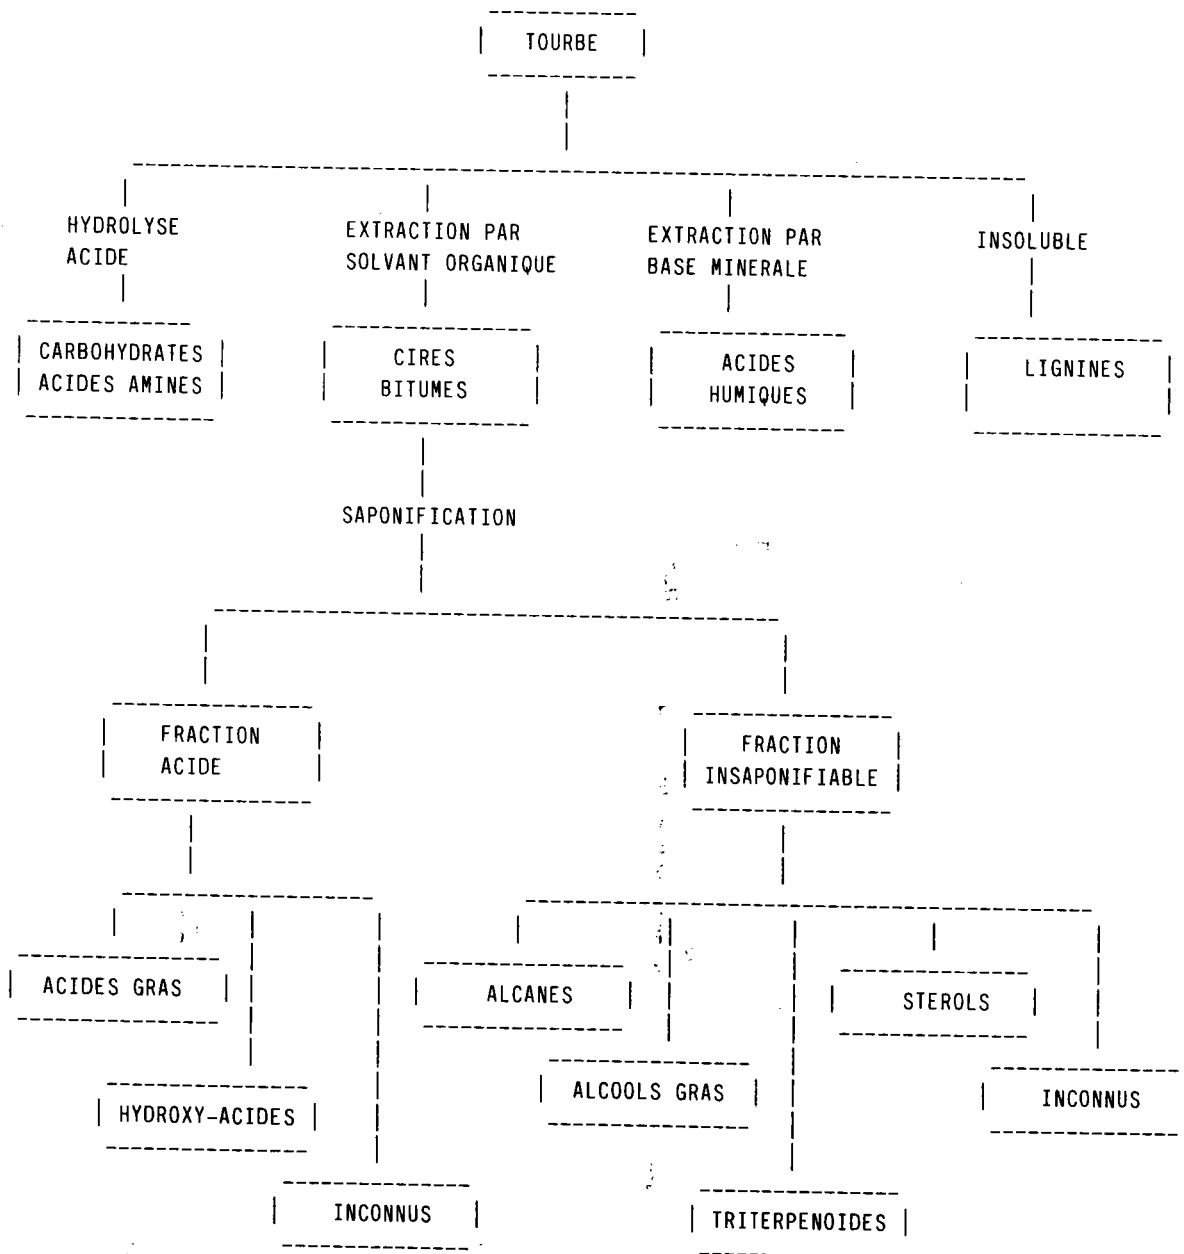 TOURBE
HYDROLYSE
ACIDE
EXTRACTION PAR
SOLVANT ORGANIQUE
EXTRACTION PAR
BASE MINERALE
INSOLUBLE
CARBOHYDRATES
ACIDES AMINES
CIRES
BITUMES
ACIDES
HUMIQUES
LIGNINES
SAPONIFICATION
FRACTION
ACIDE
FRACTION
INSAPONIFIABLE
ACIDES GRAS
ALCANES
STEROLS
HYDROXY-ACIDES
ALCOOLS GRAS
INCONNUS
INCONNUS
TRITERPENOIDES